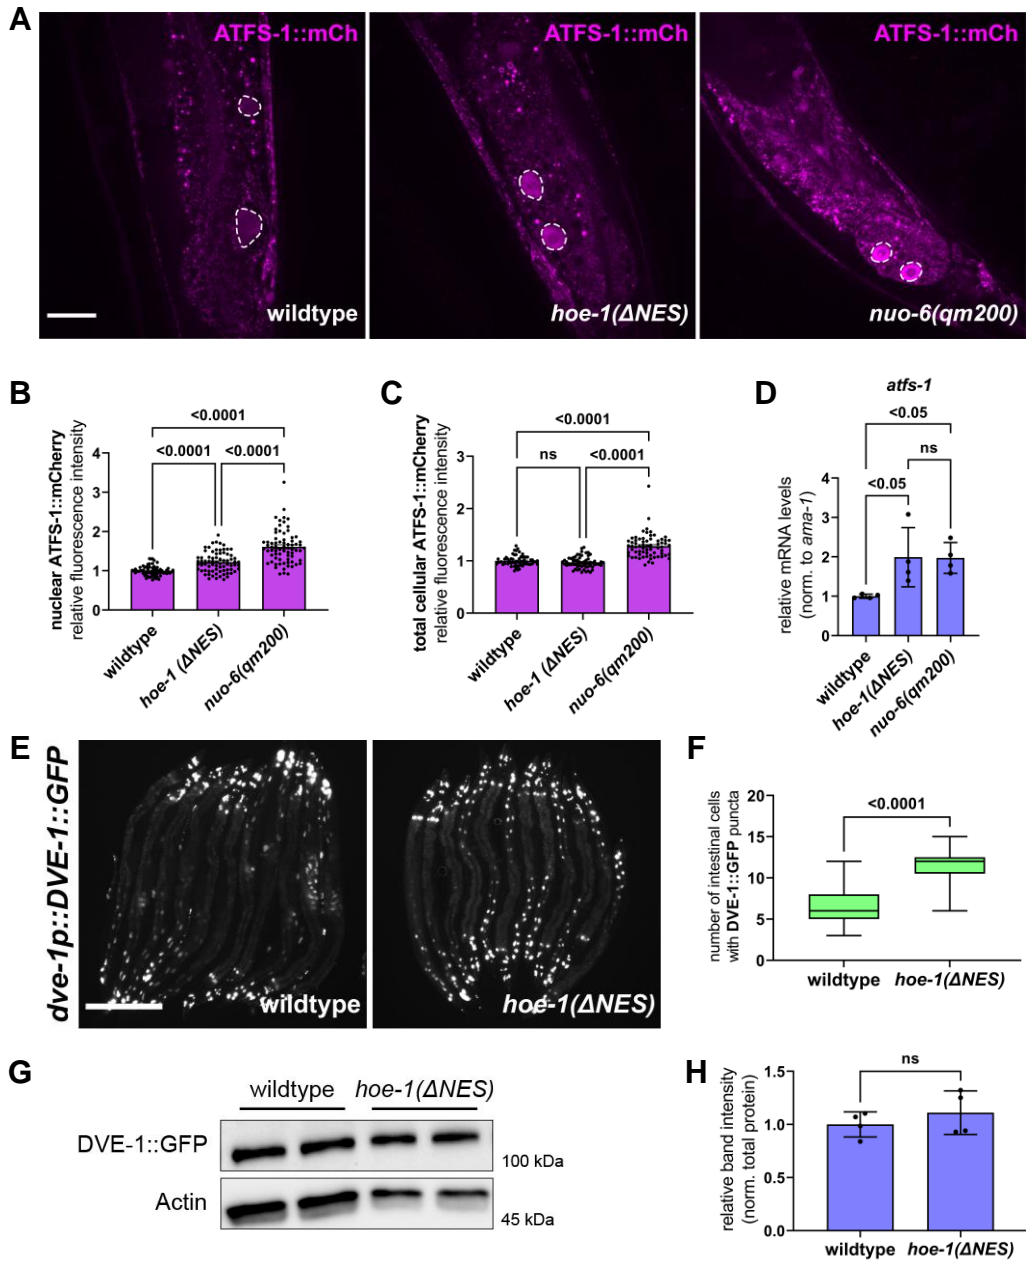 A
ATFS-1::mCh
ATFS-1::mCh
ATFS-1::mCh
wildtype
hoe-1(ΔNES)
nuo-6(qm200)
B
nuclear ATFS-1::mCherry
relative fluorescence intensity
<0.0001
<0.0001
<0.0001
4
3
2
1
0
wildtype
hoe-1 (ΔNES)
nuo-6(qm200)
C
total cellular ATFS-1::mCherry
relative fluorescence intensity
<0.0001
ns
<0.0001
3
2
1
0
wildtype
hoe-1 (ΔNES)
nuo-6(qm200)
D
atfs-1
relative mRNA levels
(norm. to ama-1)
<0.05
ns
<0.05
4
3
2
1
0
wildtype
hoe-1(ΔNES)
nuo-6(qm200)
E
dve-1p::DVE-1::GFP
wildtype
hoe-1(ΔNES)
F
number of intestinal cells
with DVE-1::GFP puncta
<0.0001
20
15
10
5
0
wildtype
hoe-1(ΔNES)
G
wildtype
hoe-1(ΔNES)
DVE-1::GFP
100 kDa
Actin
45 kDa
H
relative band intensity
(norm. total protein)
ns
1.5
1.0
0.5
0.0
wildtype
hoe-1(ΔNES)